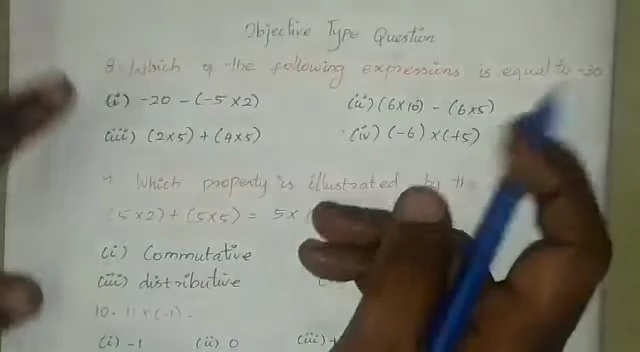 Objective Type Question
8. Which of the following expressions is equal to -30
(i) -20 - (-5 x 2) (ii) (6 x 10) - (6 x 5)
(iii) (2 x 5) + (4 x 5) (iv) (-6) x (+5)
Which property is illustrated by the
(5 x 2) + (5 x 5) = 5 x
(i) Commutative
(iii) distributive
10. 11 x (-1) =
(i) -1 (ii) 0 (iii)